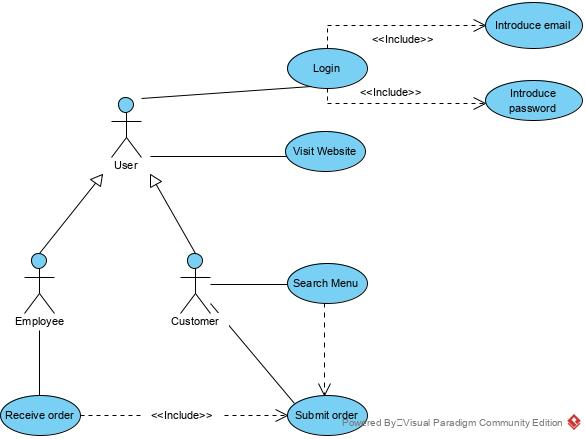 Introduce email
<<Include>>
Login
<<Include>>
Introduce
password
Visit Website
User
Search Menu
Employee
Customer
Receive order
<<Include>>
Submit order
Powered By Visual Paradigm Community Edition